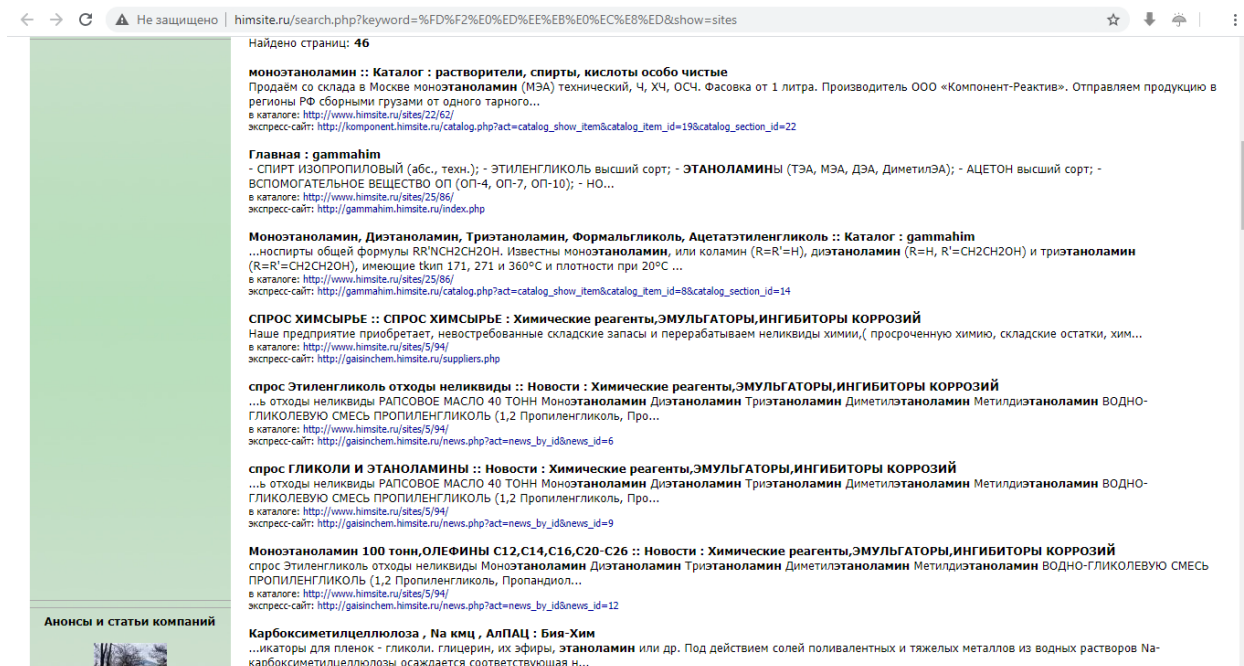 Не защищено | himsite.ru/search.php?keyword=%FD%F2%E0%ED%EE%EB%E0%EC%E8%ED&show=sites
Найдено страниц: 46
моноэтаноламин :: Каталог : растворители, спирты, кислоты особо чистые
Продаём со склада в Москве моноэтаноламин (МЭА) технический, Ч, ХЧ, ОСЧ. Фасовка от 1 литра. Производитель ООО «Компонент-Реактив». Отправляем продукцию в
регионы РФ сборными грузами от одного тарного...
в каталоге: http://www.himsite.ru/sites/22/62/
экспресс-сайт: http://komponent.himsite.ru/catalog.php?act=catalog_show_item&catalog_item_id=19&catalog_section_id=22
Главная : gammahim
- СПИРТ ИЗОПРОПИЛОВЫЙ (абс., техн.); - ЭТИЛЕНГЛИКОЛЬ высший сорт; - ЭТАНОЛАМИНы (ТЭА, МЭА, ДЭА, ДиметилЭА); - АЦЕТОН высший сорт; -
ВСПОМОГАТЕЛЬНОЕ ВЕЩЕСТВО ОП (ОП-4, ОП-7, ОП-10); - НО...
в каталоге: http://www.himsite.ru/sites/25/86/
экспресс-сайт: http://gammahim.himsite.ru/index.php
Моноэтаноламин, Диэтаноламин, Триэтаноламин, Формальгликоль, Ацетатэтиленгликоль :: Каталог : gammahim
...носпирты общей формулы RR'NCH2CH2OH. Известны моноэтаноламин, или коламин (R=R'=H), диэтаноламин (R=H, R'=CH2CH2OH) и триэтаноламин
(R=R'=CH2CH2OH), имеющие tкип 171, 271 и 360°С и плотности при 20°С ...
в каталоге: http://www.himsite.ru/sites/25/86/
экспресс-сайт: http://gammahim.himsite.ru/catalog.php?act=catalog_show_item&catalog_item_id=8&catalog_section_id=14
СПРОС ХИМСЫРЬЕ :: СПРОС ХИМСЫРЬЕ : Химические реагенты,ЭМУЛЬГАТОРЫ,ИНГИБИТОРЫ КОРРОЗИЙ
Наше предприятие приобретает, невостребованные складские запасы и перерабатываем неликвиды химии,( просроченную химию, складские остатки, хим...
в каталоге: http://www.himsite.ru/sites/5/94/
экспресс-сайт: http://gaisinchem.himsite.ru/suppliers.php
спрос Этиленгликоль отходы неликвиды :: Новости : Химические реагенты,ЭМУЛЬГАТОРЫ,ИНГИБИТОРЫ КОРРОЗИЙ
...ь отходы неликвиды РАПСОВОЕ МАСЛО 40 ТОНН Моноэтаноламин Диэтаноламин Триэтаноламин Диметилэтаноламин Метилдиэтаноламин ВОДНО-
ГЛИКОЛЕВУЮ СМЕСЬ ПРОПИЛЕНГЛИКОЛЬ (1,2 Пропиленгликоль, Про...
в каталоге: http://www.himsite.ru/sites/5/94/
экспресс-сайт: http://gaisinchem.himsite.ru/news.php?act=news_by_id&news_id=6
спрос ГЛИКОЛИ И ЭТАНОЛАМИНЫ :: Новости : Химические реагенты,ЭМУЛЬГАТОРЫ,ИНГИБИТОРЫ КОРРОЗИЙ
...ь отходы неликвиды РАПСОВОЕ МАСЛО 40 ТОНН Моноэтаноламин Диэтаноламин Триэтаноламин Диметилэтаноламин Метилдиэтаноламин ВОДНО-
ГЛИКОЛЕВУЮ СМЕСЬ ПРОПИЛЕНГЛИКОЛЬ (1,2 Пропиленгликоль, Про...
в каталоге: http://www.himsite.ru/sites/5/94/
экспресс-сайт: http://gaisinchem.himsite.ru/news.php?act=news_by_id&news_id=9
Моноэтаноламин 100 тонн,ОЛЕФИНЫ С12,С14,С16,С20-С26 :: Новости : Химические реагенты,ЭМУЛЬГАТОРЫ,ИНГИБИТОРЫ КОРРОЗИЙ
спрос Этиленгликоль отходы неликвиды Моноэтаноламин Диэтаноламин Триэтаноламин Диметилэтаноламин Метилдиэтаноламин ВОДНО-ГЛИКОЛЕВУЮ СМЕСЬ
ПРОПИЛЕНГЛИКОЛЬ (1,2 Пропиленгликоль, Пропандиол...
в каталоге: http://www.himsite.ru/sites/5/94/
экспресс-сайт: http://gaisinchem.himsite.ru/news.php?act=news_by_id&news_id=12
Анонсы и статьи компаний
Карбоксиметилцеллюлоза , Na кмц , АлПАЦ : Бия-Хим
...икаторы для пленок - гликоли. глицерин, их эфиры, этаноламин или др. Под действием солей поливалентных и тяжелых металлов из водных растворов Na-
карбоксиметилцеллюлозы осаждается соответствующая н...